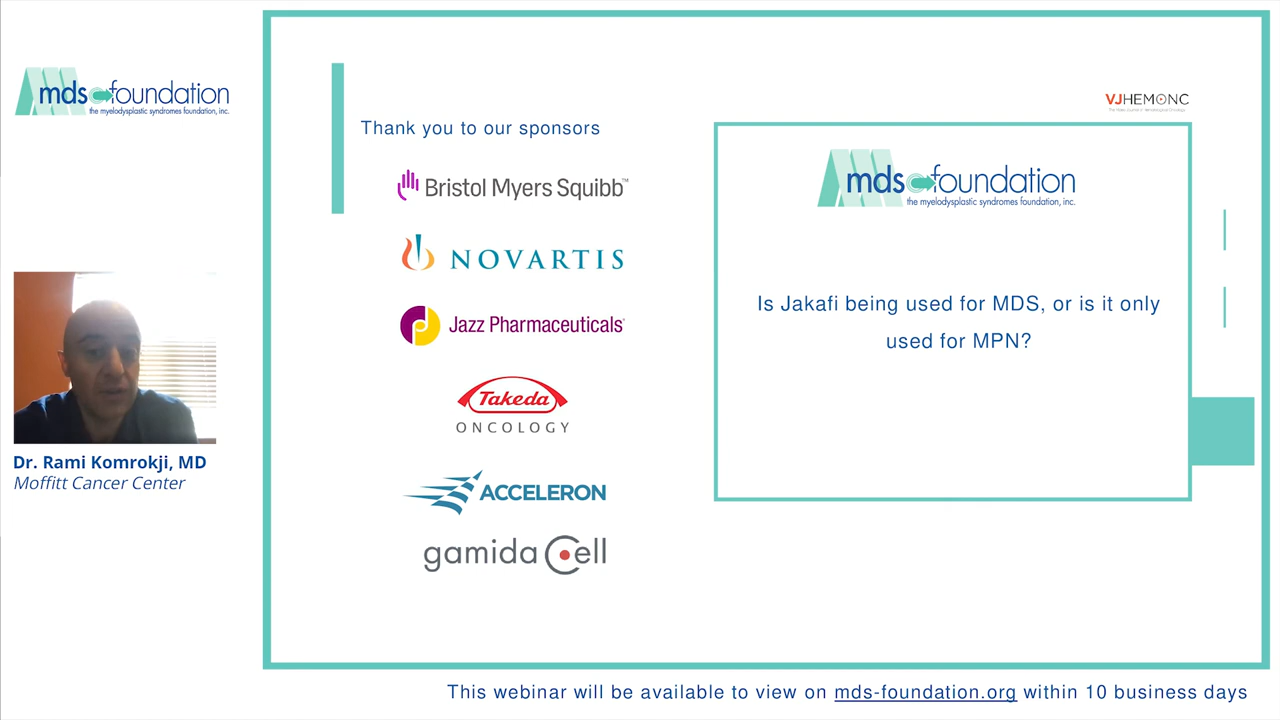 mds foundation
the myelodysplastic syndromes foundation, inc.
Dr. Rami Komrokji, MD
Moffitt Cancer Center
Thank you to our sponsors
Bristol Myers Squibb™
NOVARTIS
Jazz Pharmaceuticals
Takeda
ONCOLOGY
ACCELERON
gamida Cell
VJHEMONC
mds foundation
the myelodysplastic syndromes foundation, inc.
Is Jakafi being used for MDS, or is it only
used for MPN?
This webinar will be available to view on mds-foundation.org within 10 business days